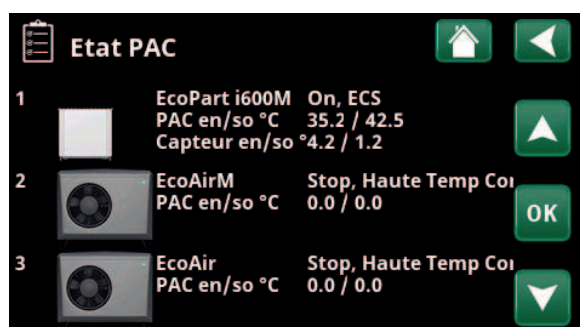 Etat PAC
1 EcoPart i600M On, ECS
PAC en/so °C 35.2 / 42.5
Capteur en/so °4.2 / 1.2
2 EcoAirM Stop, Haute Temp Co
PAC en/so °C 0.0 / 0.0
OK
3 EcoAir Stop, Haute Temp Co
PAC en/so °C 0.0 / 0.0